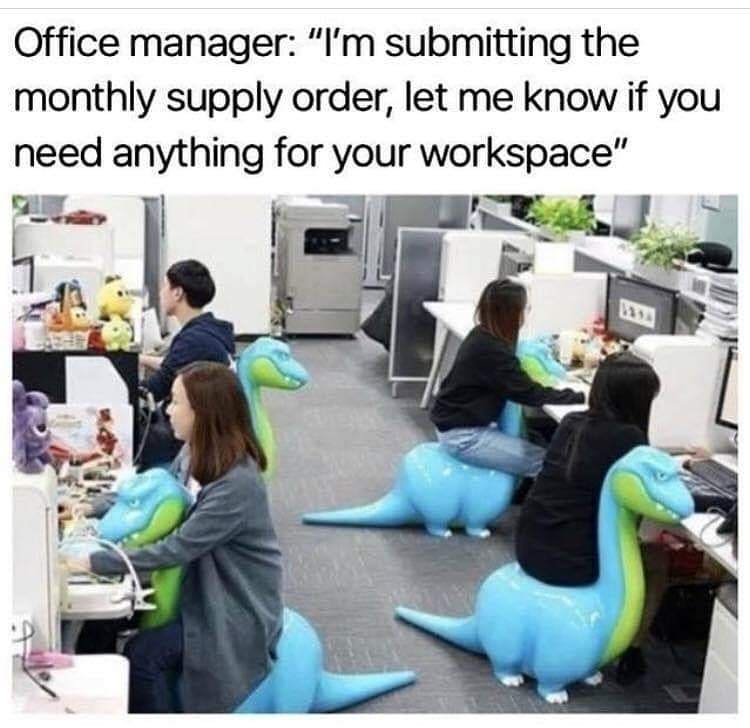 Office manager: "I'm submitting the
monthly supply order, let me know if you
need anything for your workspace"